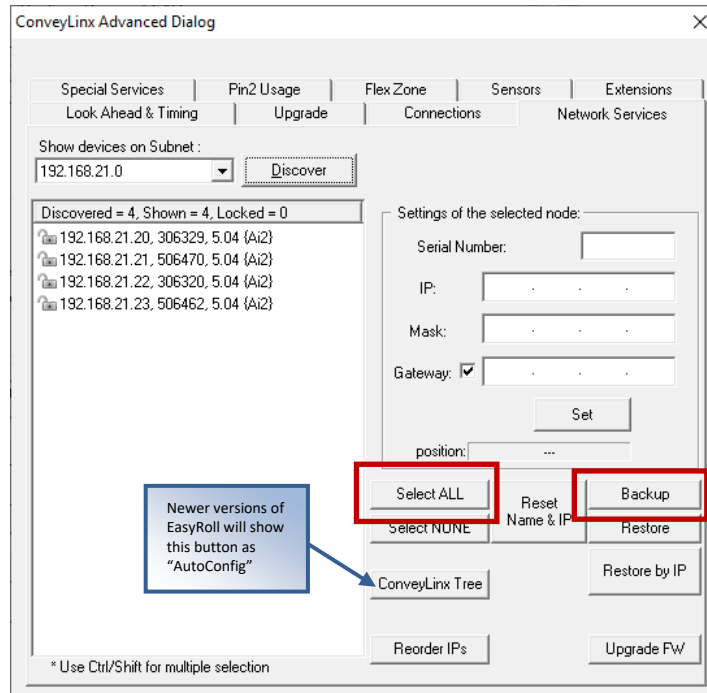 ConveyLinx Advanced Dialog
Special Services
Pin2 Usage
Flex Zone
Sensors
Extensions
Look Ahead & Timing
Upgrade
Connections
Network Services
Show devices on Subnet :
192.168.21.0
Discover
Discovered = 4, Shown = 4, Locked = 0
192.168.21.20, 306329, 5.04 {Ai2}
192.168.21.21, 506470, 5.04 {Ai2}
192.168.21.22, 306320, 5.04 {Ai2}
192.168.21.23, 506462, 5.04 {Ai2}
Settings of the selected node:
Serial Number:
IP:
Mask:
Gateway:
Set
position:
---
Select ALL
Reset
Name & IP
Backup
Select NONE
Restore
Newer versions of
EasyRoll will show
this button as
“AutoConfig”
ConveyLinx Tree
Restore by IP
Reorder IPs
Upgrade FW
* Use Ctrl/Shift for multiple selection